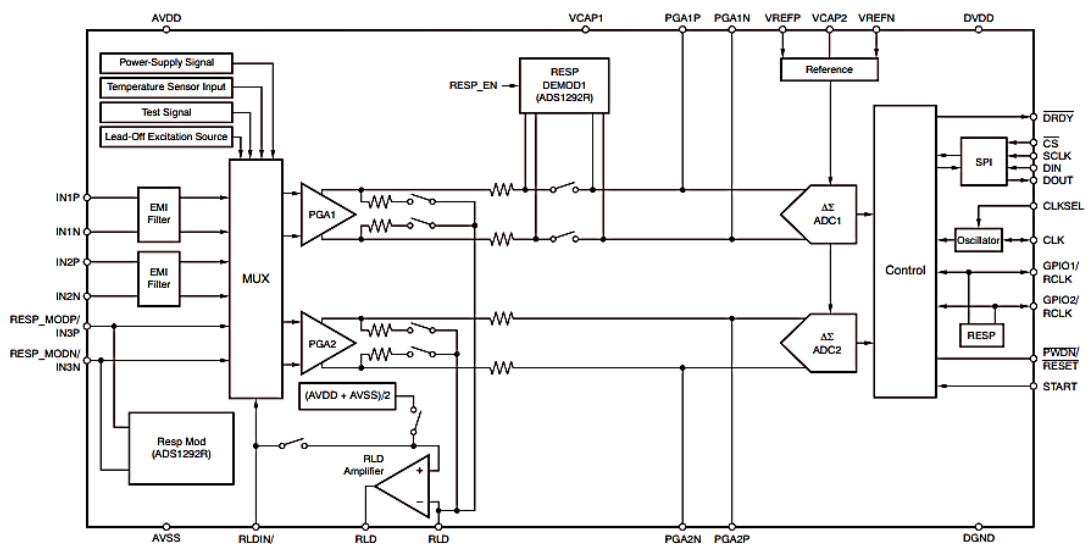 AVDD
VCAP1
PGA1P
PGA1N
VREFP
VCAP2
VREFN
DVDD
Power-Supply Signal
Temperature Sensor Input
Test Signal
Lead-Off Excitation Source
RESP_EN
RESP
DEMOD1
(ADS1292R)
Reference
DRDY
CS
SCLK
DIN
DOUT
SPI
IN1P
IN1N
EMI
Filter
IN2P
IN2N
EMI
Filter
MUX
PGA1
ΔΣ
ADC1
Control
CLKSEL
Oscillator
CLK
GPIO1/
RCLK
GPIO2/
RCLK
RESP
RESP_MODP/
IN3P
RESP_MODN/
IN3N
PGA2
ΔΣ
ADC2
PWDN/
RESET
START
(AVDD + AVSS)/2
Resp Mod
(ADS1292R)
RLD
Amplifier
+
−
AVSS
RLDIN/
RLD
RLD
PGA2N
PGA2P
DGND